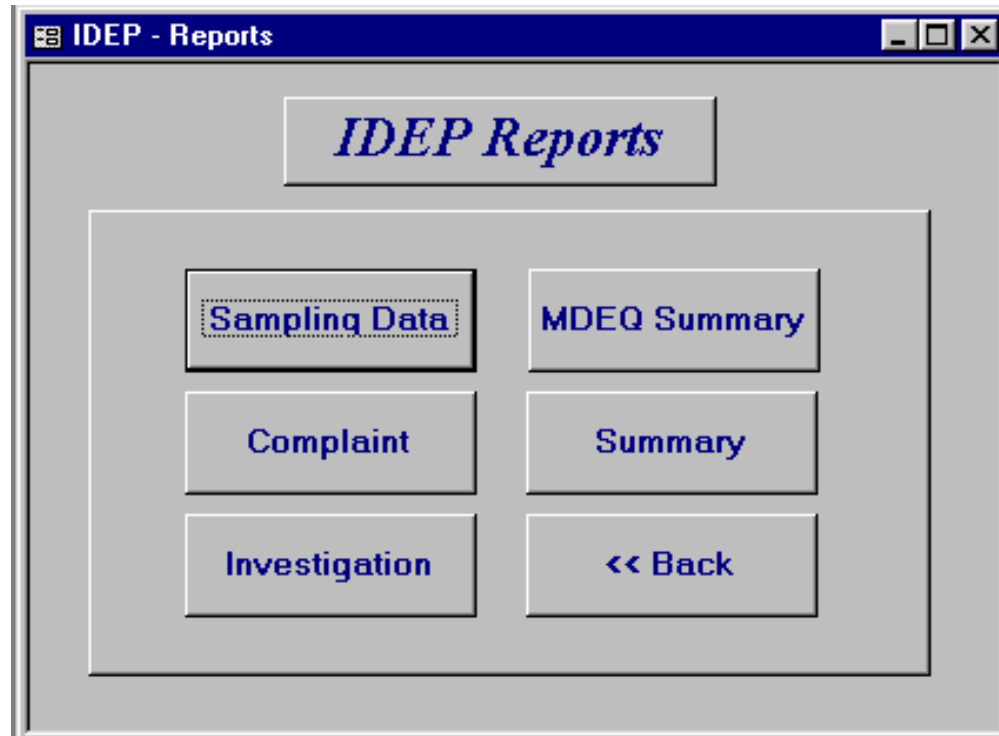 IDEP - Reports
IDEP Reports
Sampling Data
MDEQ Summary
Complaint
Summary
Investigation
<< Back